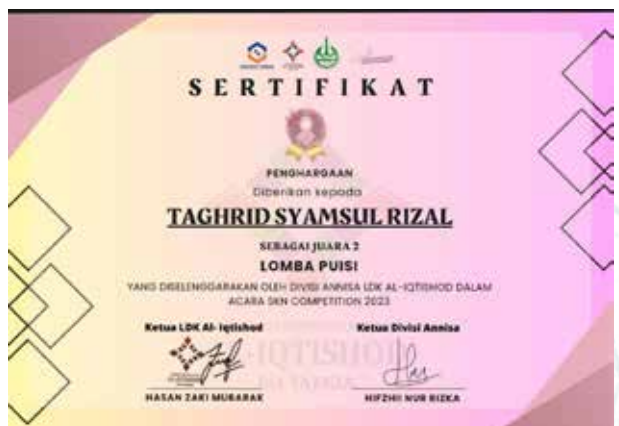 SERTIFIKAT
PENGHARGAAN
Diberikan kepada
TAGHRID SYAMSUL RIZAL
SEBAGAI JUARA 2
LOMBA PUISI
YANG DISELENGGARAKAN OLEH DIVISI ANNISA LDK AL-IQTISHOD DALAM
ACARA SKN COMPETITION 2023
Ketua LDK Al- Iqtishod Ketua Divisi Annisa
IQTISHOD
HASAN ZAKI MUBARAK HIFZHII NUR RIZKA